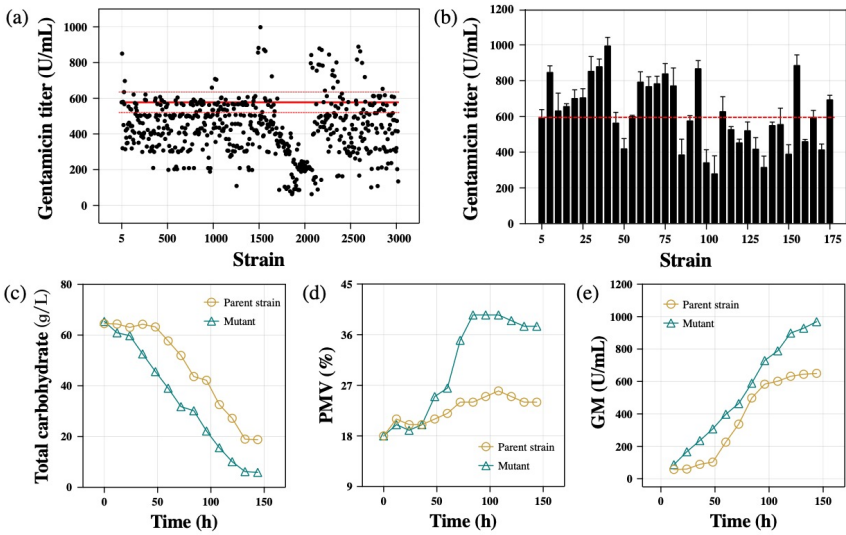 (a)
Gentamicin titer (U/mL)
1000
800
600
400
200
0
5
500
1000
1500
2000
2500
3000
Strain
(b)
Gentamicin titer (U/mL)
1200
1000
800
600
400
200
0
5
25
50
75
100
125
150
175
Strain
(c)
Total carbohydrate (g/L)
80
60
40
20
0
Parent strain
Mutant
0
50
100
150
Time (h)
(d)
PMV (%)
45
36
27
18
9
Parent strain
Mutant
0
50
100
150
Time (h)
(e)
GM (U/mL)
1200
1000
800
600
400
200
0
Parent strain
Mutant
0
50
100
150
Time (h)